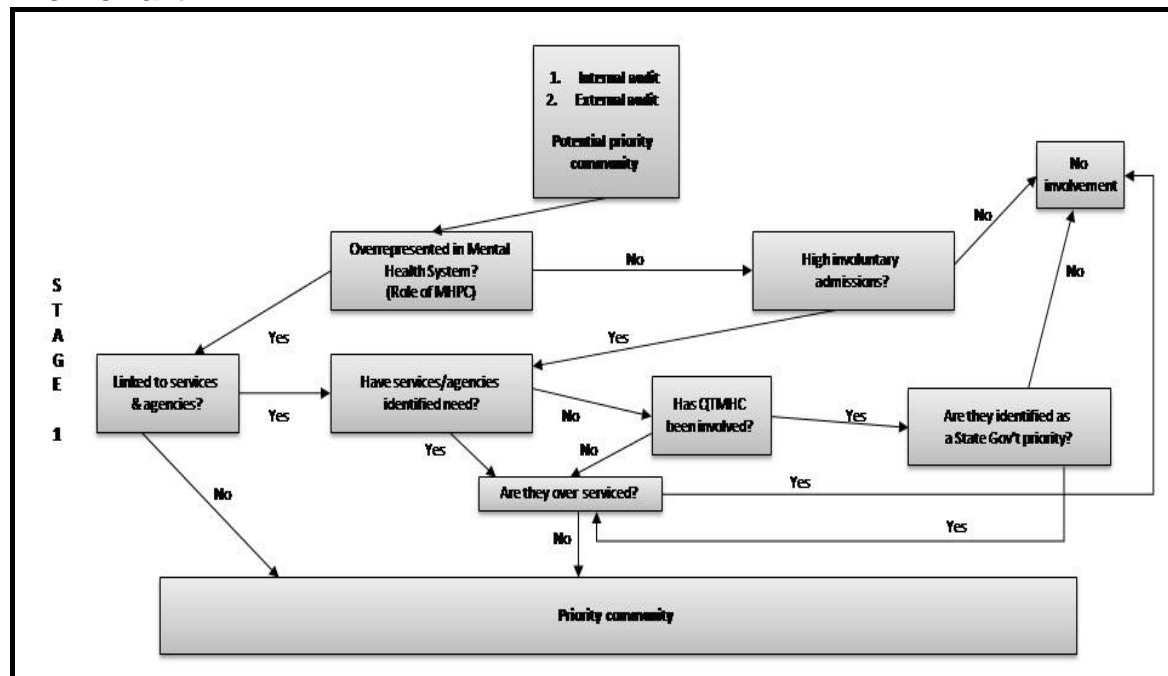 1. Internal audit
2. External audit
Potential priority
community
No
involvement
No
Overrepresented in Mental
Health System?
(Role of MHPC)
No
High involuntary
admissions?
No
S
T
A
G
E
1
Yes
Yes
Linked to services
& agencies?
Yes
Have services/agencies
identified need?
No
Has QTMHC
been involved?
Yes
Are they identified as
a State Gov't priority?
Yes
No
No
Are they over serviced?
Yes
Yes
No
Priority community